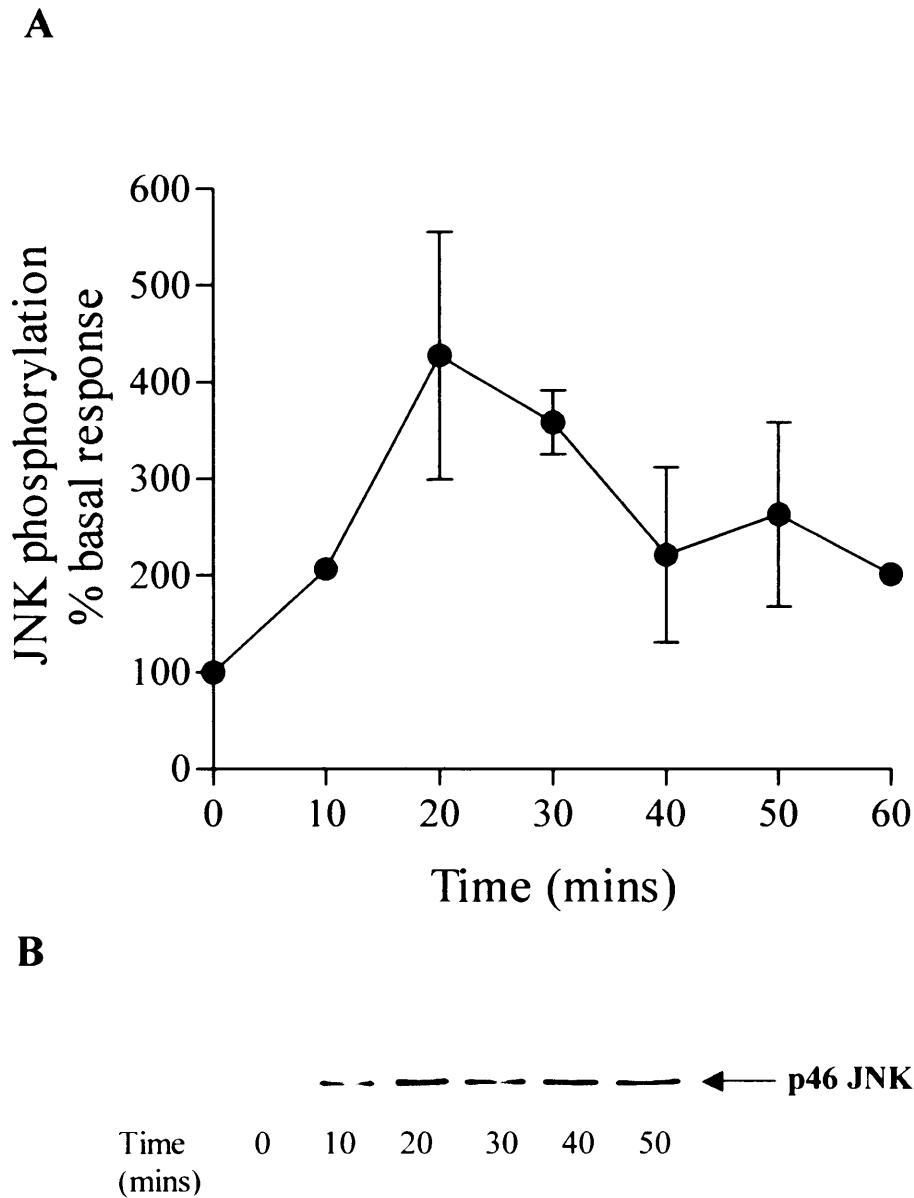 A
JNK phosphorylation
% basal response
600
500
400
300
200
100
0
0 10 20 30 40 50 60
Time (mins)
B
p46 JNK
Time 0 10 20 30 40 50
(mins)